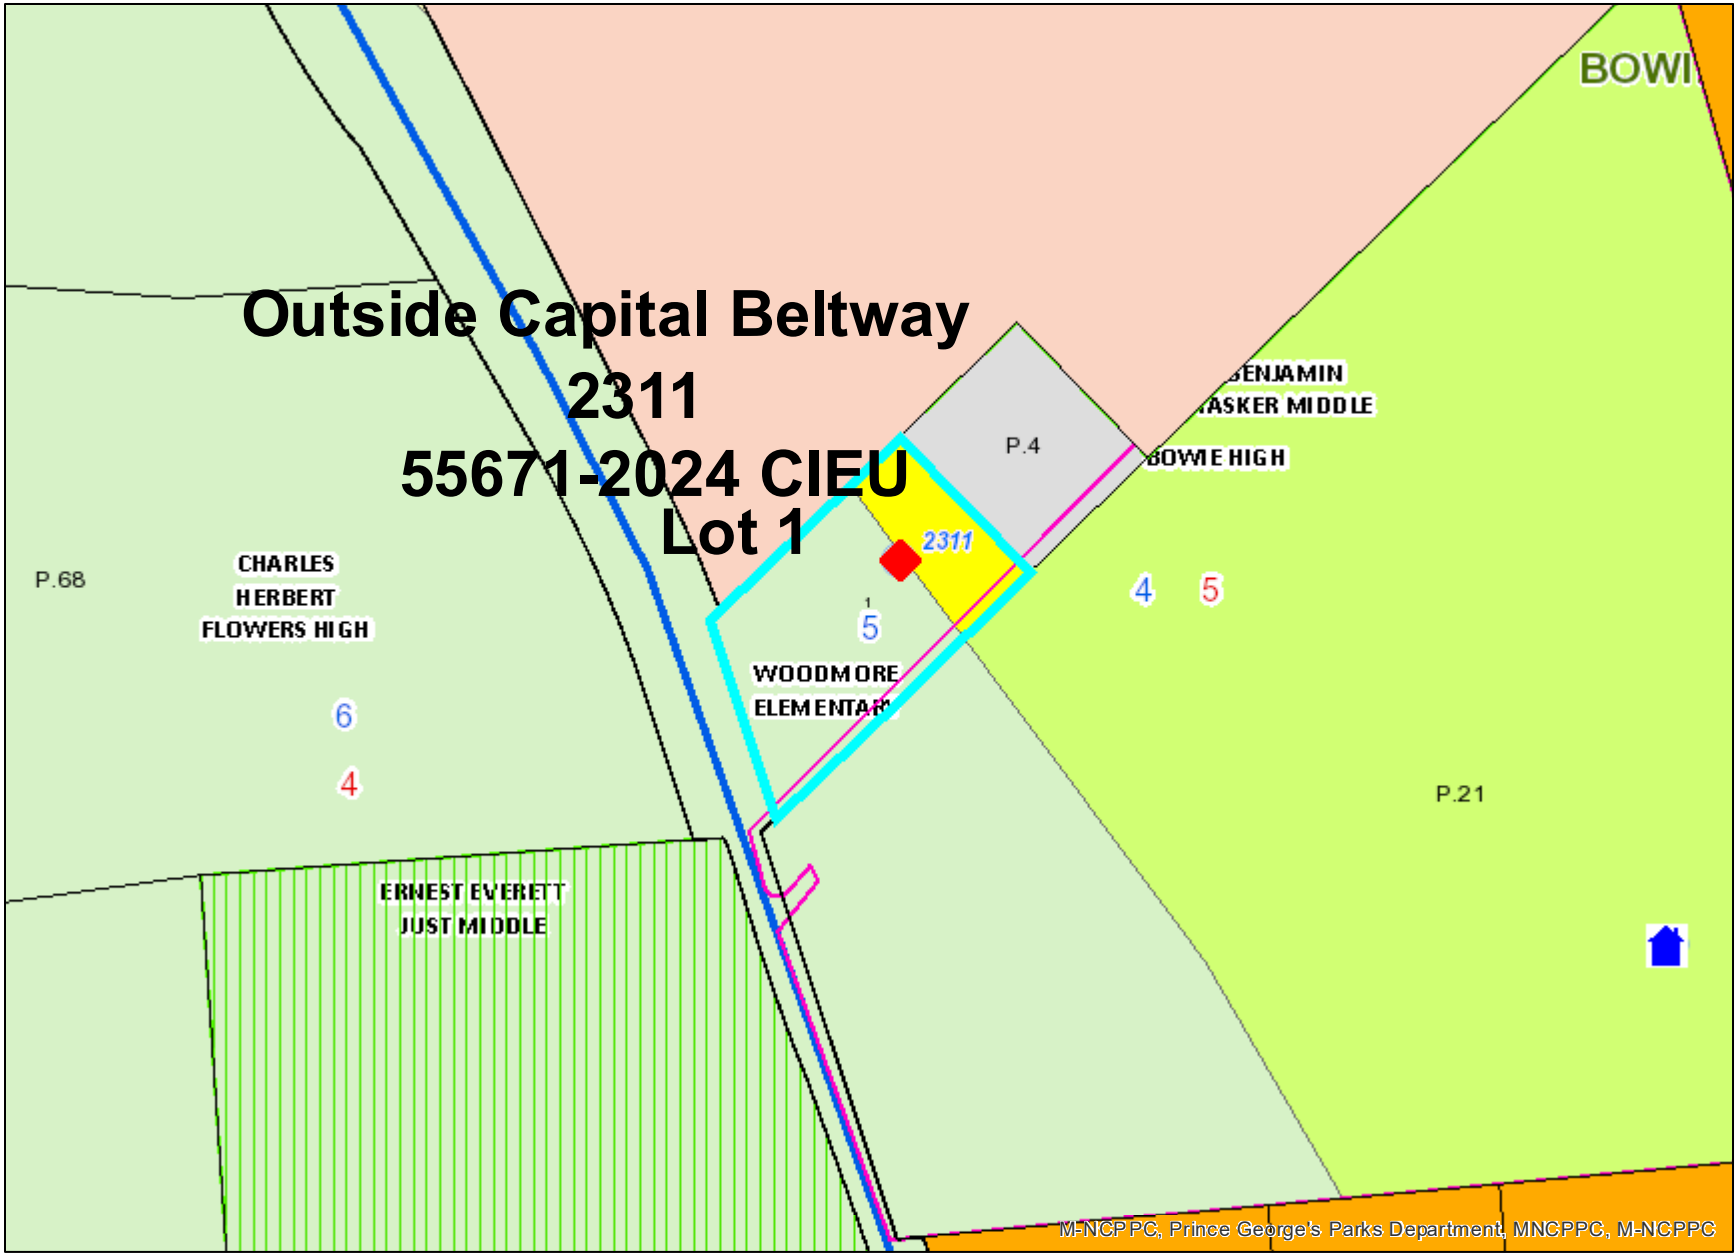 BOWI
Outside Capital Beltway
2311
55671-2024 CIEU
Lot 1
P.4
BENJAMIN
TASKER MIDDLE
BOWIE HIGH
2311
P.68
CHARLES
HERBERT
FLOWERS HIGH
4 5
1
5
WOODMORE
ELEMENTARY
6
4
P.21
ERNEST EVERETT
JUST MIDDLE
M-NCPPC, Prince George's Parks Department, MNCPPC, M-NCPPC